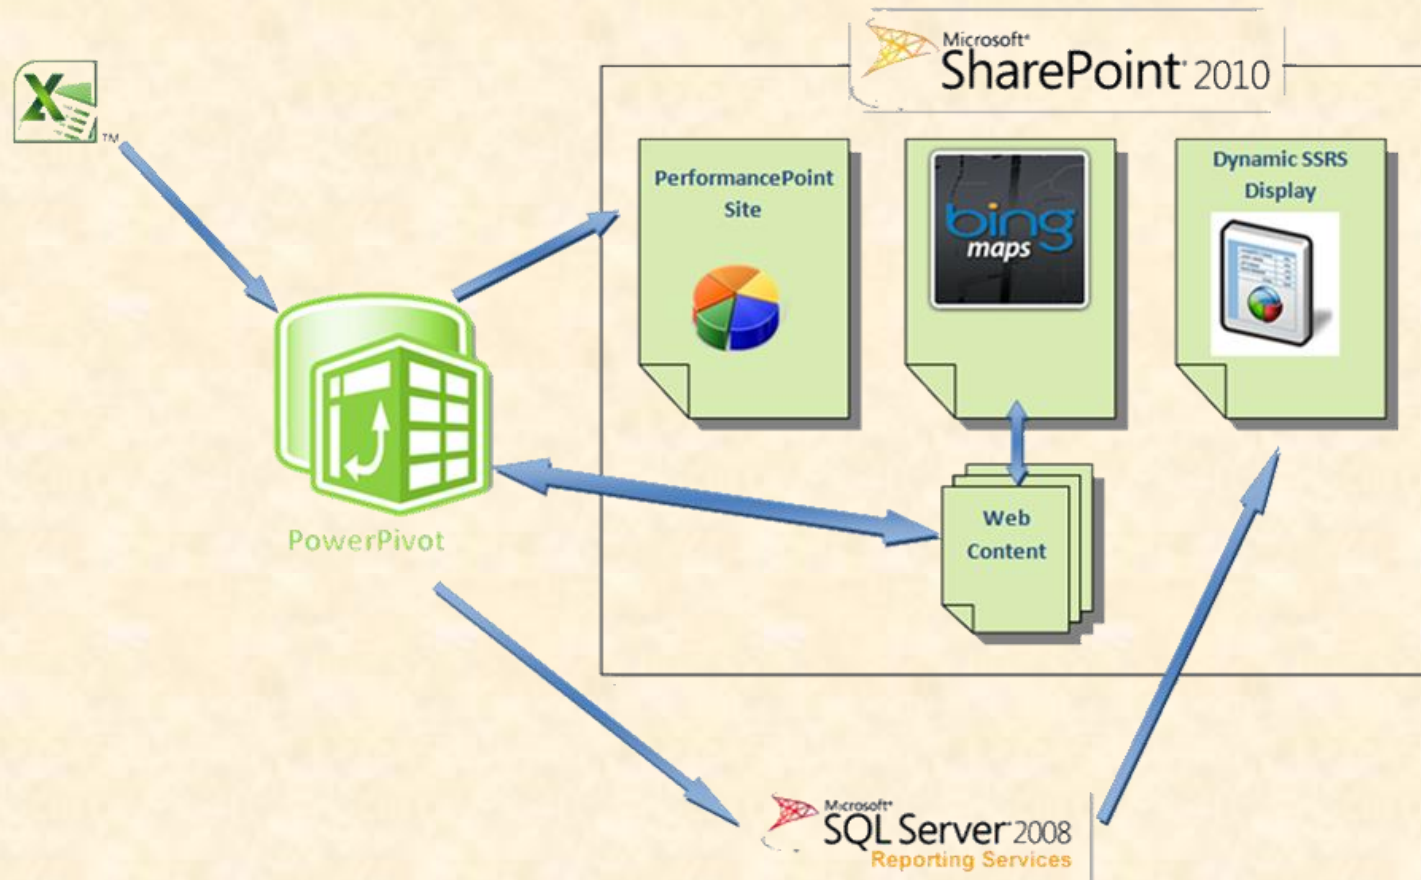 Microsoft®
SharePoint® 2010
X
TM
PerformancePoint
Site
bing
maps
Dynamic SSRS
Display
PowerPivot
Web
Content
Microsoft®
SQL Server® 2008
Reporting Services